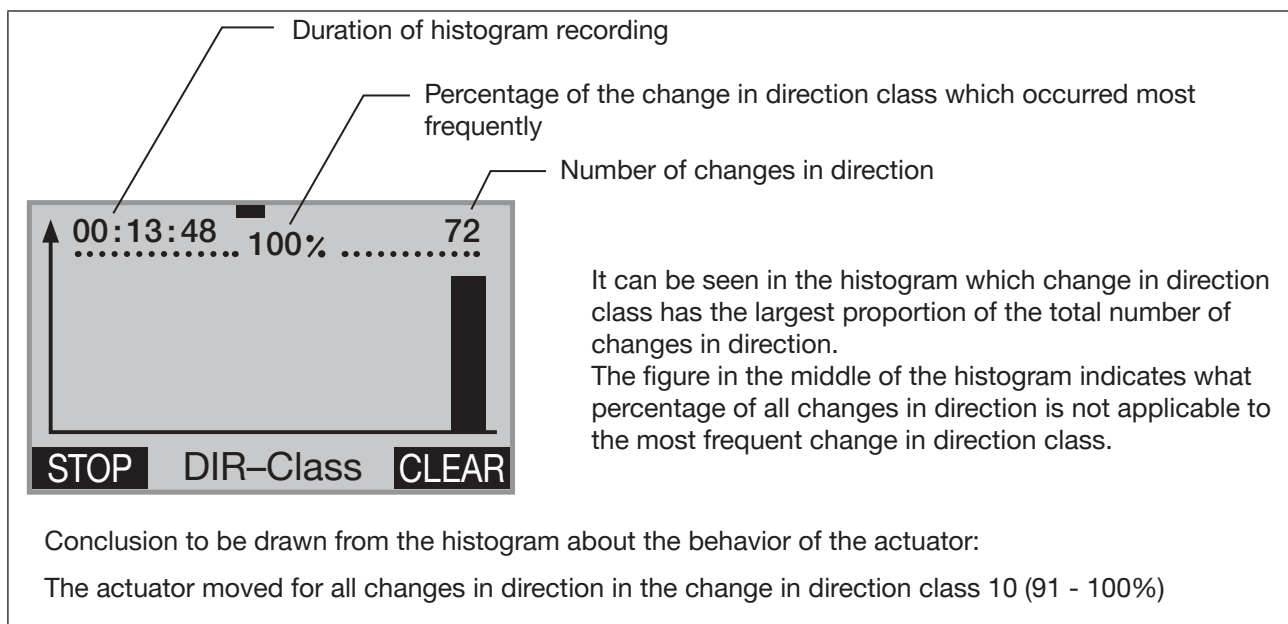 Duration of histogram recording
Percentage of the change in direction class which occurred most
frequently
Number of changes in direction
00:13:48 100% 72
It can be seen in the histogram which change in direction
class has the largest proportion of the total number of
changes in direction.
The figure in the middle of the histogram indicates what
percentage of all changes in direction is not applicable to
the most frequent change in direction class.
STOP DIR–Class CLEAR
Conclusion to be drawn from the histogram about the behavior of the actuator:
The actuator moved for all changes in direction in the change in direction class 10 (91 - 100%)